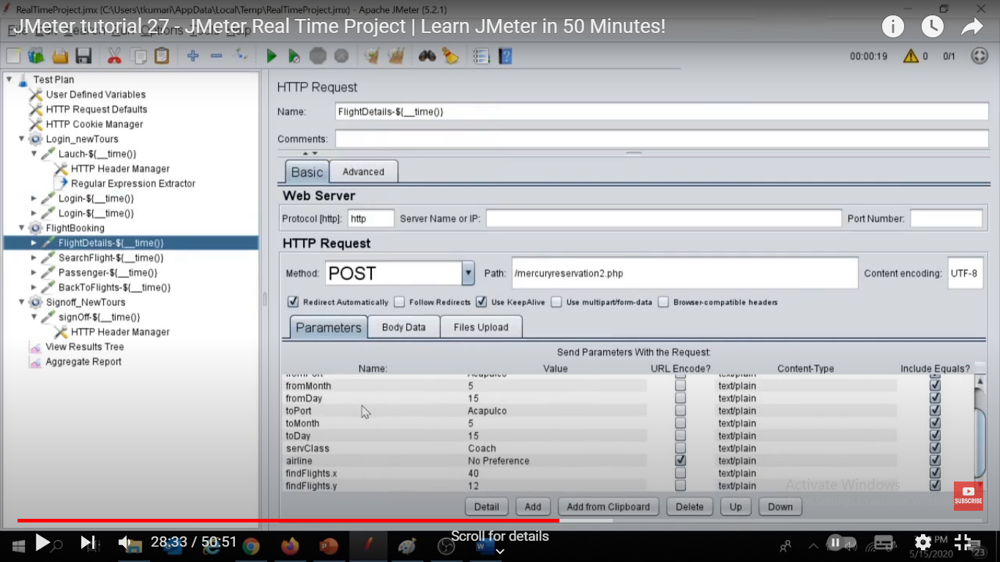 RealTimeProject.jmx (C:\Users\tkumari\AppData\Local\Temp\RealTimeProject.jmx) - Apache JMeter (5.2.1)
JMeter tutorial 27 - JMeter Real Time Project | Learn JMeter in 50 Minutes!
00:00:19 0 0/1
Test Plan
User Defined Variables
HTTP Request Defaults
HTTP Cookie Manager
Login_newTours
Lauch-${__time()}
HTTP Header Manager
Regular Expression Extractor
Login-${__time()}
Login-${__time()}
FlightBooking
FlightDetails-${__time()}
SearchFlight-${__time()}
Passenger-${__time()}
BackToFlights-${__time()}
Signoff_NewTours
signOff-${__time()}
HTTP Header Manager
View Results Tree
Aggregate Report
HTTP Request
Name: FlightDetails-${__time()}
Comments:
Basic Advanced
Web Server
Protocol [http]: http Server Name or IP: Port Number:
HTTP Request
Method: POST Path: /mercuryreservation2.php Content encoding: UTF-8
Redirect Automatically Follow Redirects Use KeepAlive Use multipart/form-data Browser-compatible headers
Parameters Body Data Files Upload
Send Parameters With the Request:
Name: Value URL Encode? Content-Type Include Equals?
fromPort Acapulco text/plain
fromMonth 5 text/plain
fromDay 15 text/plain
toPort Acapulco text/plain
toMonth 5 text/plain
toDay 15 text/plain
servClass Coach text/plain
airline No Preference text/plain
findFlights.x 40 text/plain
findFlights.y 12 text/plain
Activate Windows
SUBSCRIBE
Detail Add Add from Clipboard Delete Up Down
28:33 / 50:51
Scroll for details
PM
5/15/2020
23